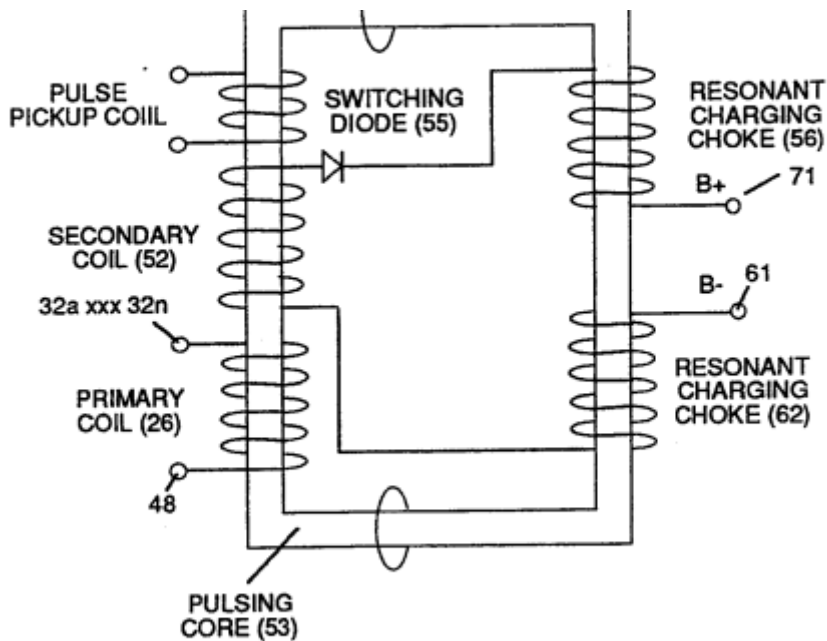 PULSE
PICKUP COIIL
SWITCHING
DIODE (55)
RESONANT
CHARGING
CHOKE (56)
B+
71
SECONDARY
COIL (52)
32a xxx 32n
B-
61
PRIMARY
COIL (26)
RESONANT
CHARGING
CHOKE (62)
48
PULSING
CORE (53)